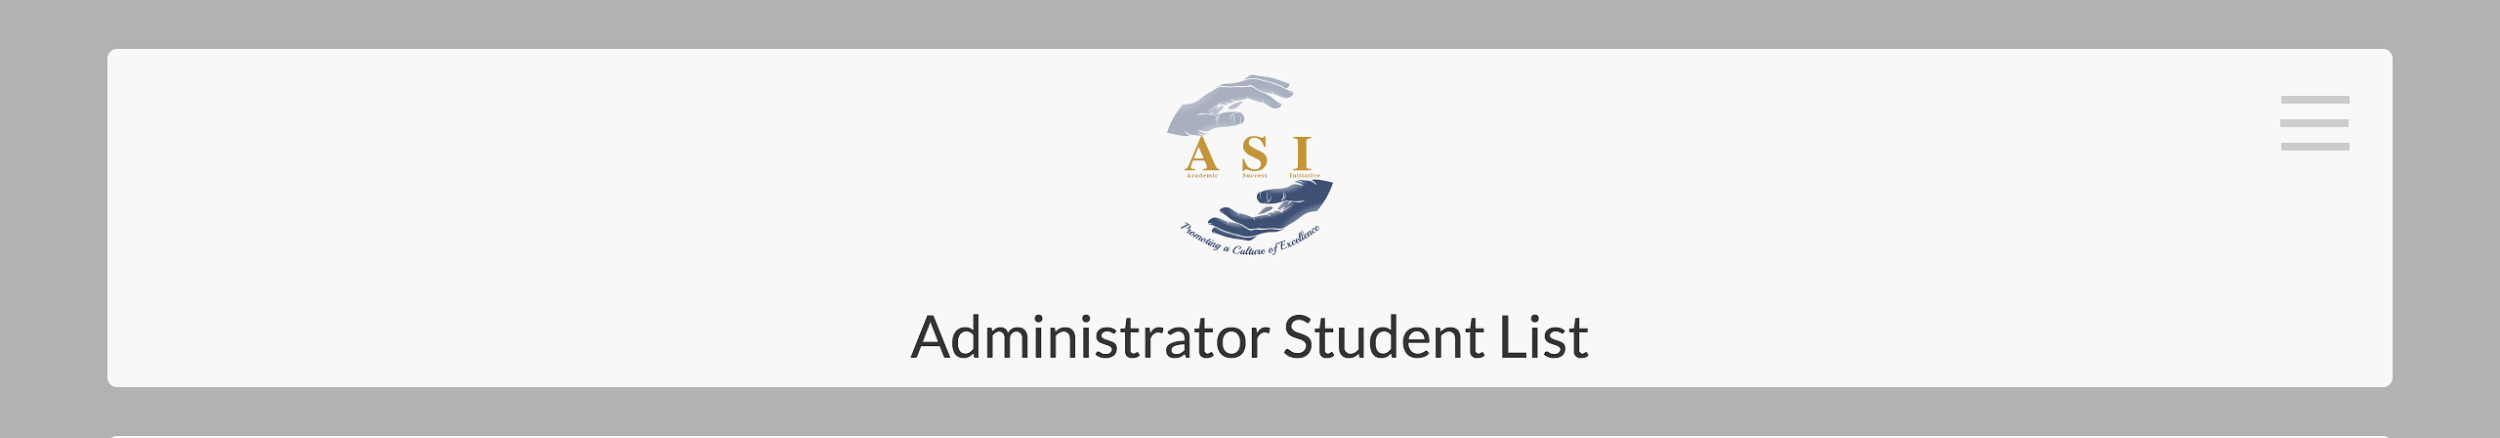 A S I
Academic Success Initiative
Promoting a Culture of Excellence
Administrator Student List